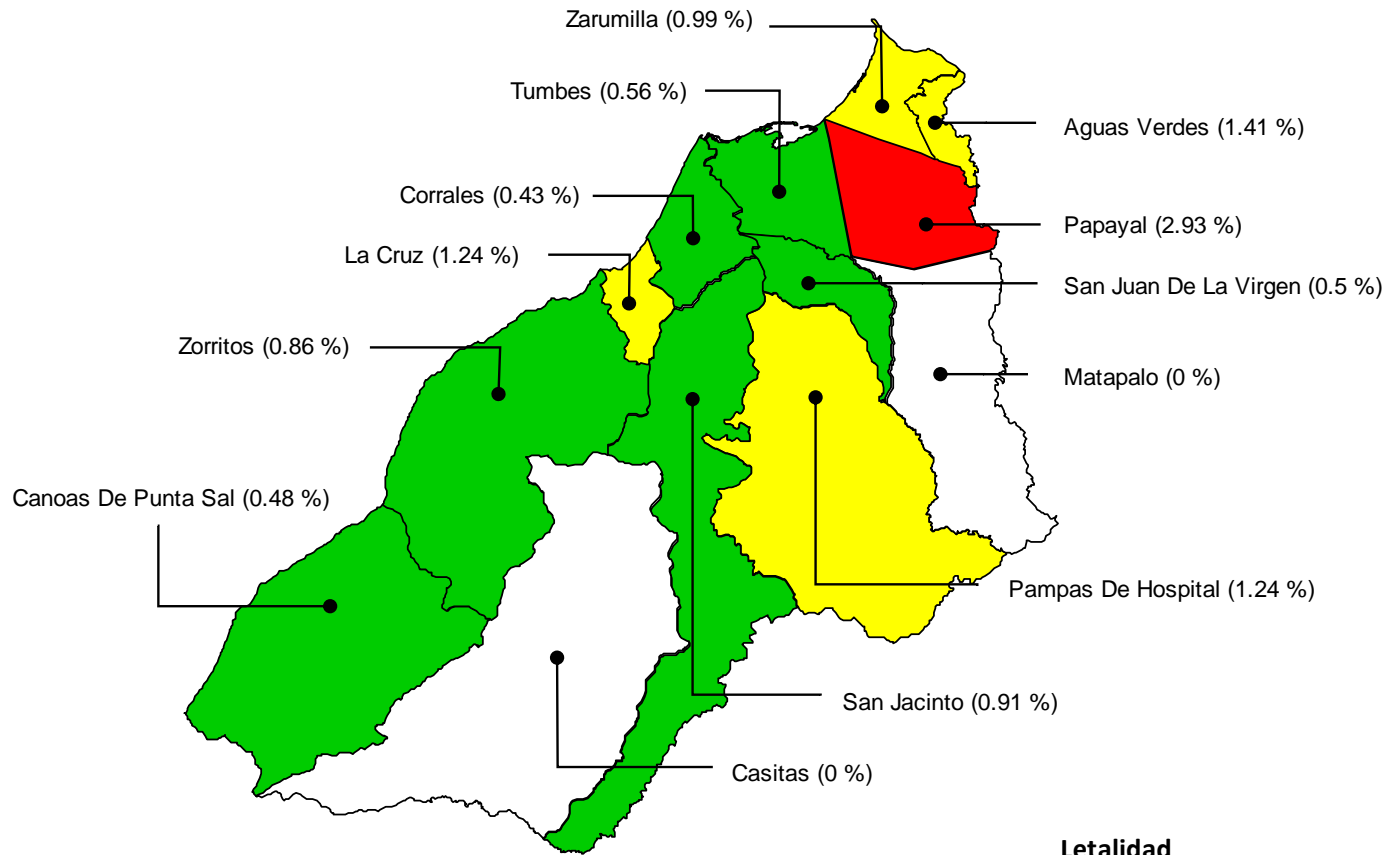 Zarumilla (0.99 %)
Tumbes (0.56 %)
Aguas Verdes (1.41 %)
Corrales (0.43 %)
Papayal (2.93 %)
La Cruz (1.24 %)
San Juan De La Virgen (0.5 %)
Zorritos (0.86 %)
Matapalo (0 %)
Canoas De Punta Sal (0.48 %)
Pampas De Hospital (1.24 %)
San Jacinto (0.91 %)
Casitas (0 %)
Letalidad